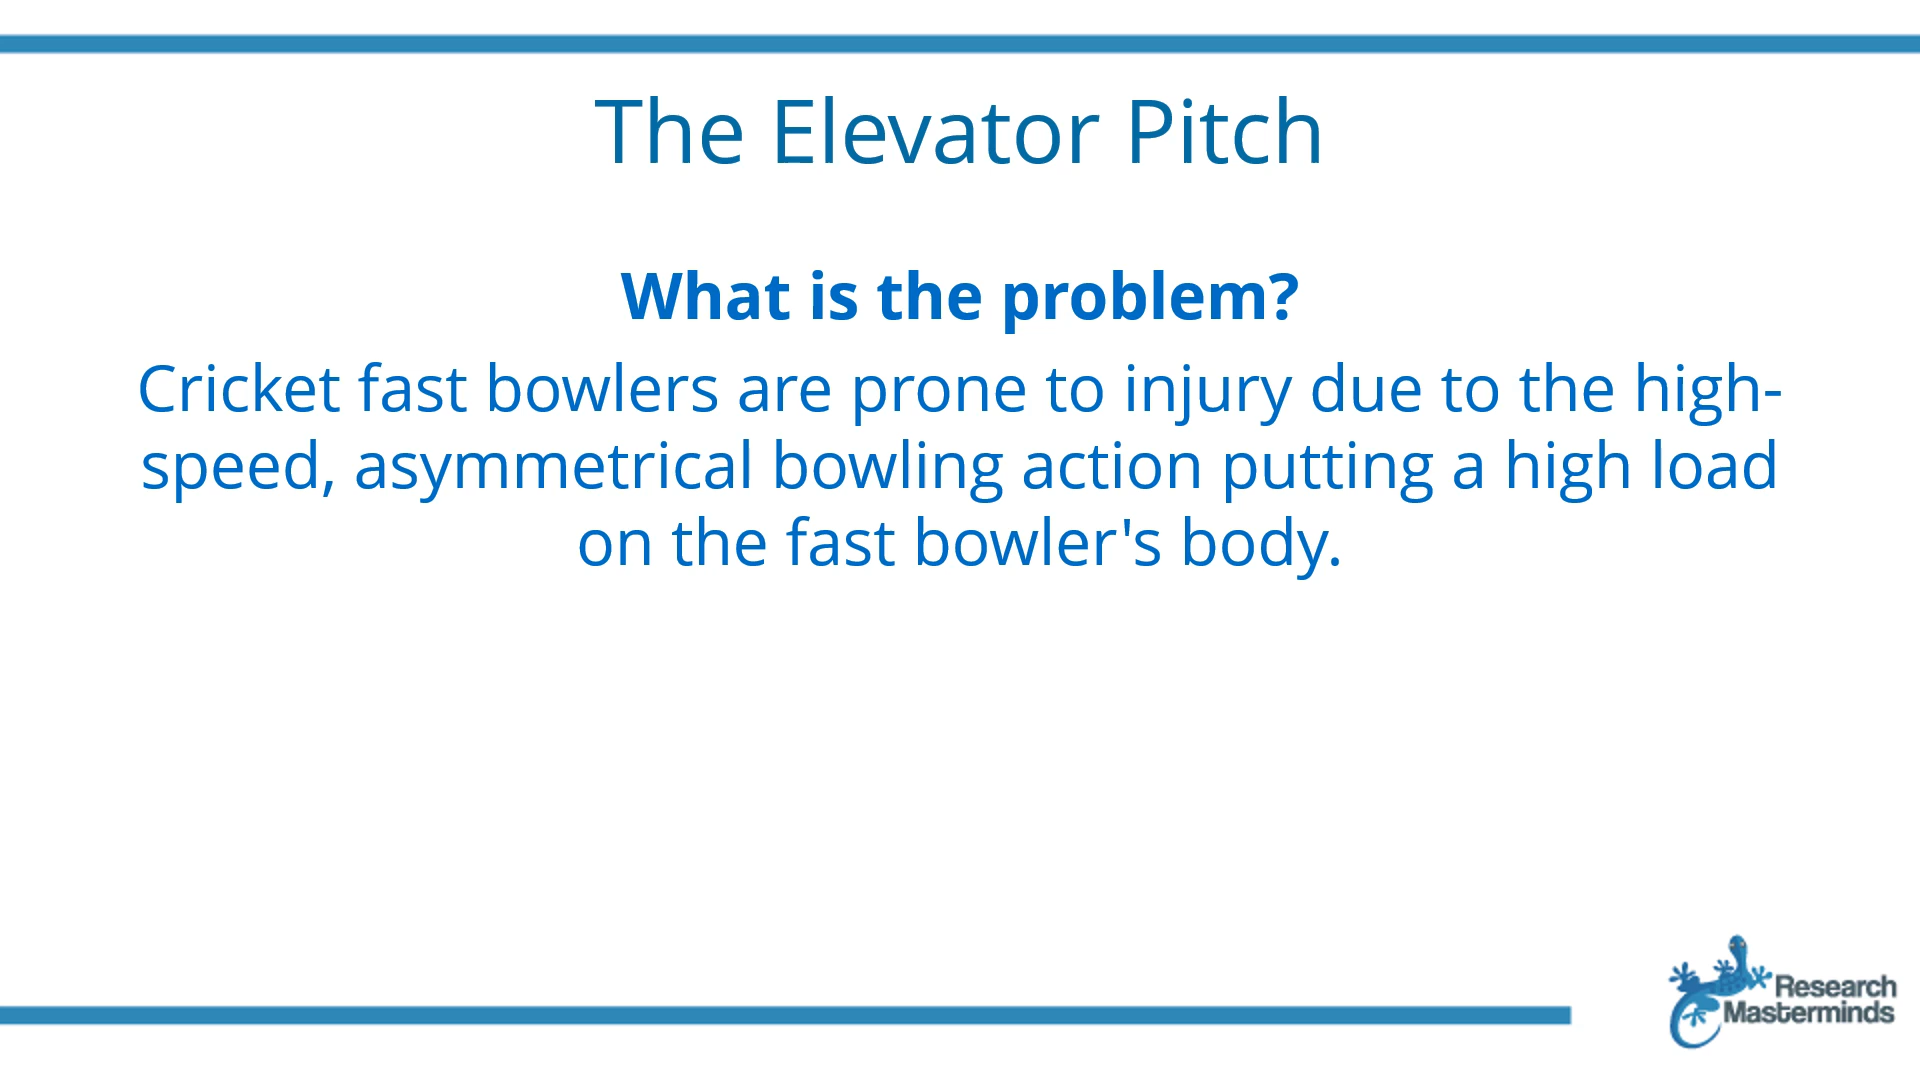 The Elevator Pitch
What is the problem?
Cricket fast bowlers are prone to injury due to the high-
speed, asymmetrical bowling action putting a high load
on the fast bowler's body.
Research
Masterminds